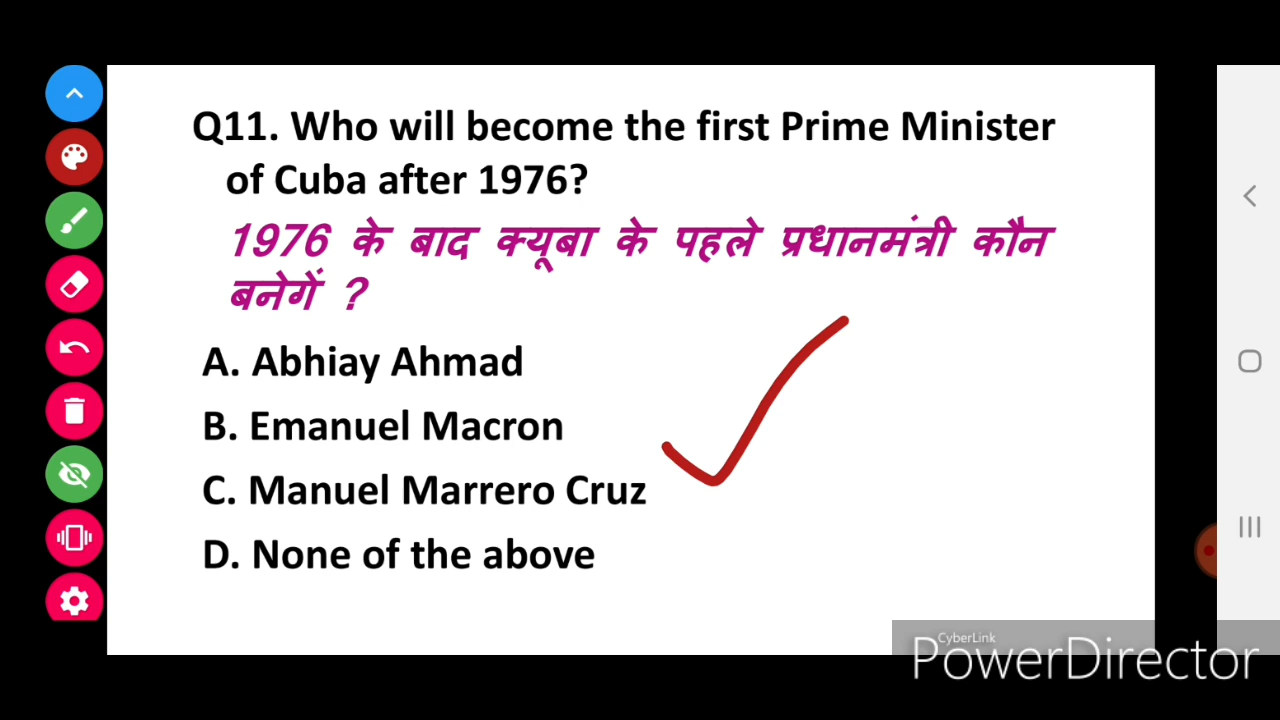 Q11. Who will become the first Prime Minister
of Cuba after 1976?
1976 के बाद क्यूबा के पहले प्रधानमंत्री कौन
बनेगें ?
A. Abhiay Ahmad
B. Emanuel Macron
C. Manuel Marrero Cruz
D. None of the above
CyberLink
PowerDirector